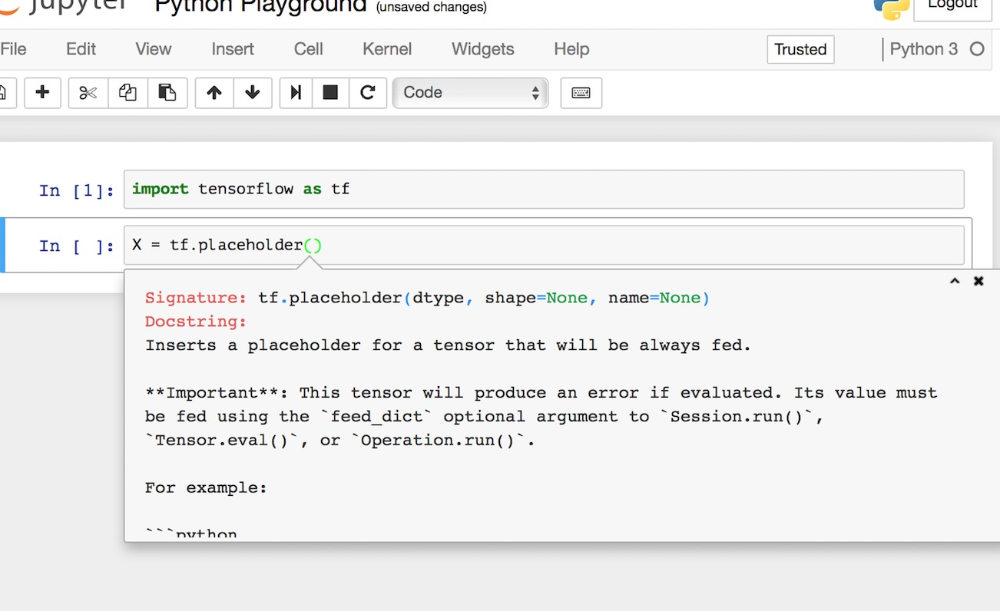 jupyter Python Playground (unsaved changes) Logout
File Edit View Insert Cell Kernel Widgets Help Trusted Python 3
Code
In [1]: import tensorflow as tf
In [ ]: X = tf.placeholder()
Signature: tf.placeholder(dtype, shape=None, name=None)
Docstring:
Inserts a placeholder for a tensor that will be always fed.
**Important**: This tensor will produce an error if evaluated. Its value must
be fed using the `feed_dict` optional argument to `Session.run()`,
`Tensor.eval()`, or `Operation.run()`.
For example:
```python